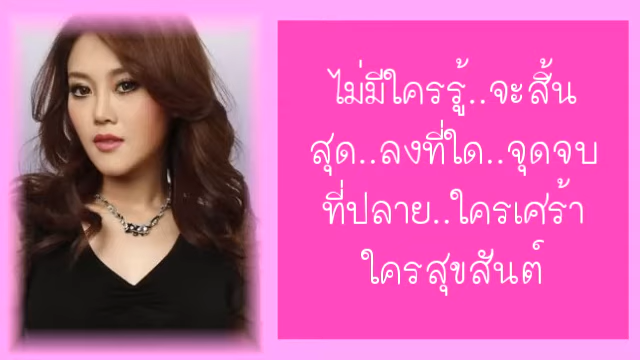 ไม่มีใครรู้..จะสิ้น
สุด..ลงที่ใด..จุดจบ
ที่ปลาย..ใครเศร้า
ใครสุขสันต์